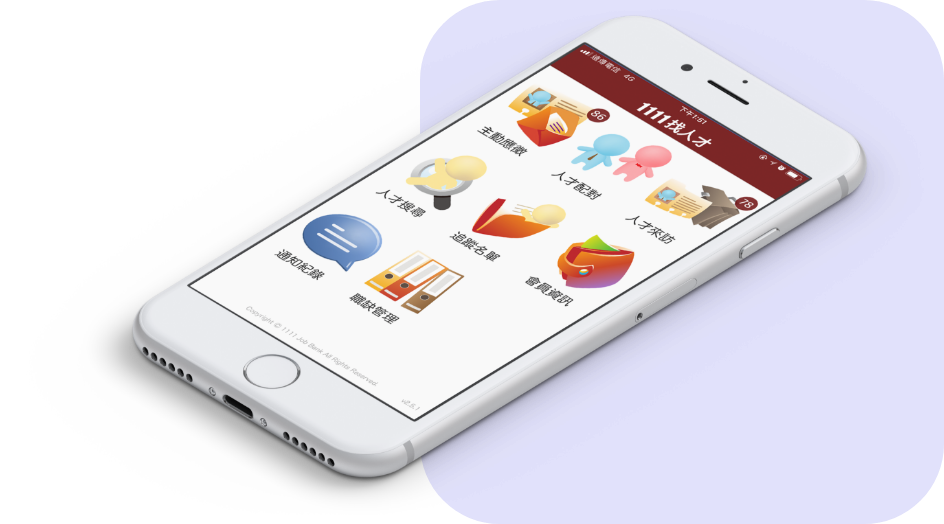 遠傳電信 4G
下午1:51
1111找人才
86
主動應徵
人才配對
78
人才來訪
人才搜尋
追蹤名單
會員資訊
通知紀錄
職缺管理
Copyright © 1111 Job Bank All Rights Reserved.
v2.5.1